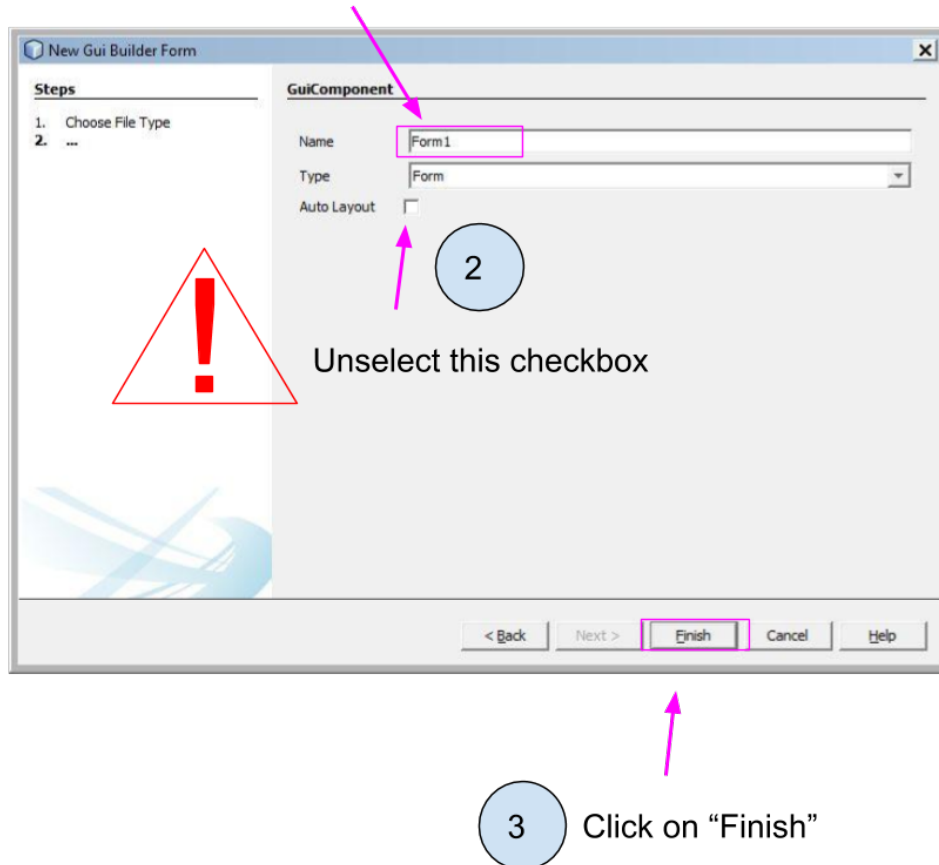 New Gui Builder Form
Steps
1. Choose File Type
2. ...
GuiComponent
Name Form1
Type Form
Auto Layout
!
2
Unselect this checkbox
< Back Next > Finish Cancel Help
3 Click on “Finish”